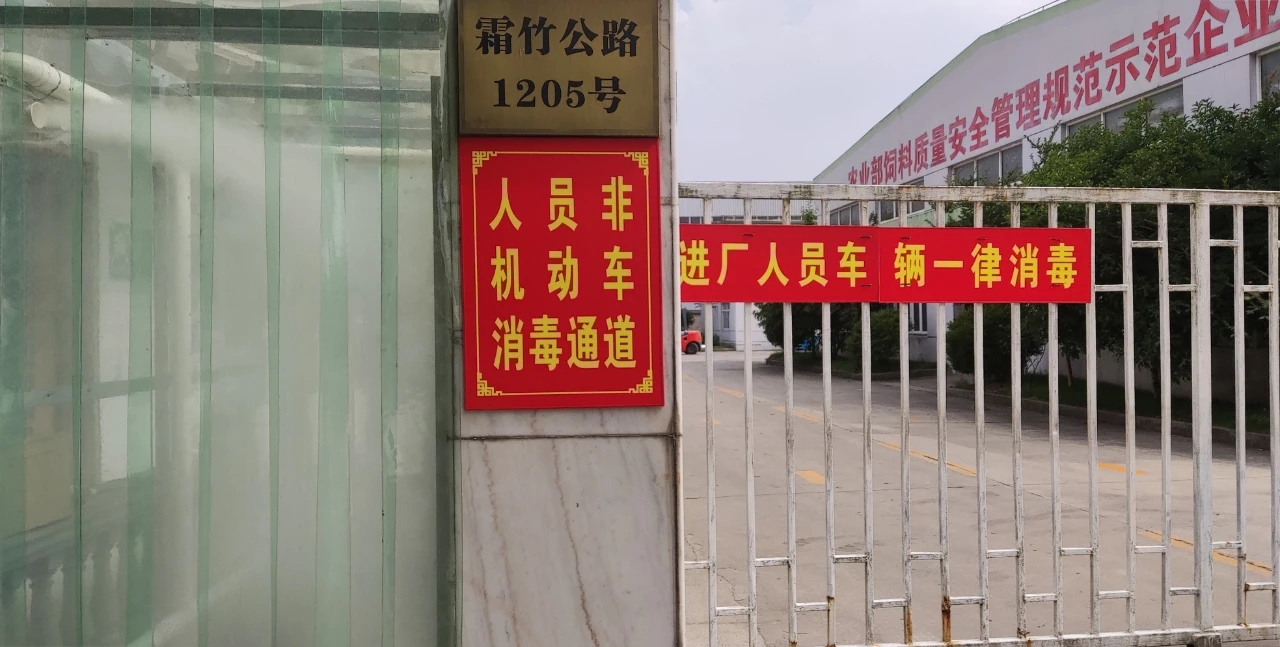 霜竹公路
1205号
人员非
机动车
消毒通道
进厂人员车辆一律消毒
农业部饲料质量安全管理规范示范企业